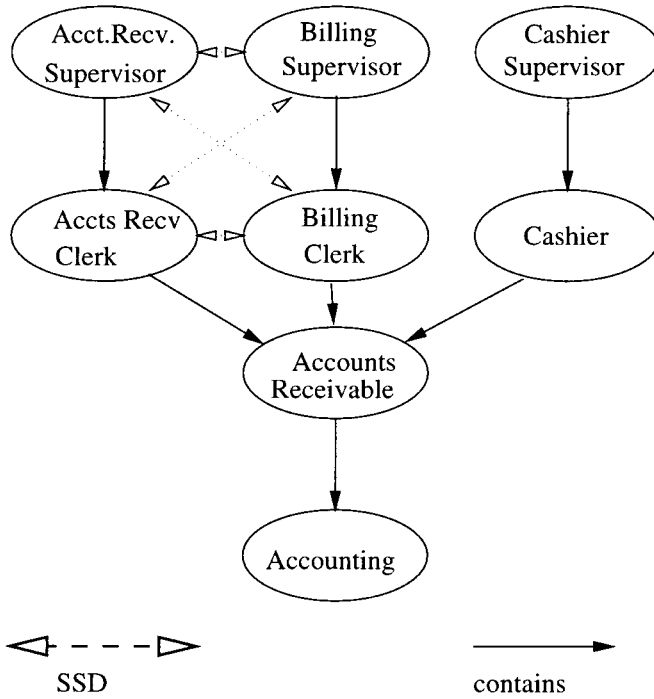 Acct.Recv.
Supervisor
Billing
Supervisor
Cashier
Supervisor
Accts Recv
Clerk
Billing
Clerk
Cashier
Accounts
Receivable
Accounting
SSD
contains